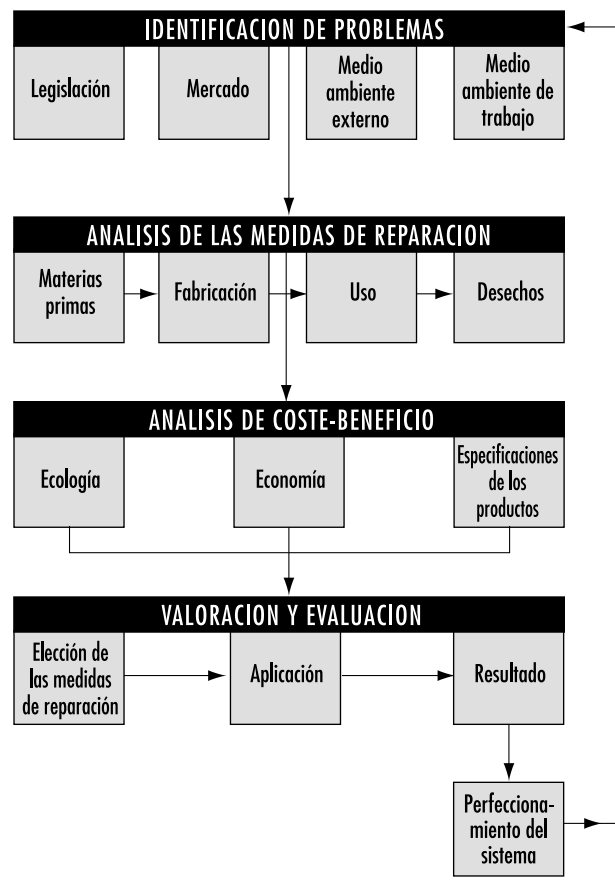 IDENTIFICACION DE PROBLEMAS
Legislación
Mercado
Medio
ambiente
externo
Medio
ambiente de
trabajo
ANALISIS DE LAS MEDIDAS DE REPARACION
Materias
primas
Fabricación
Uso
Desechos
ANALISIS DE COSTE-BENEFICIO
Ecología
Economía
Especificaciones
de los
productos
VALORACION Y EVALUACION
Elección de
las medidas
de reparación
Aplicación
Resultado
Perfecciona-
miento del
sistema